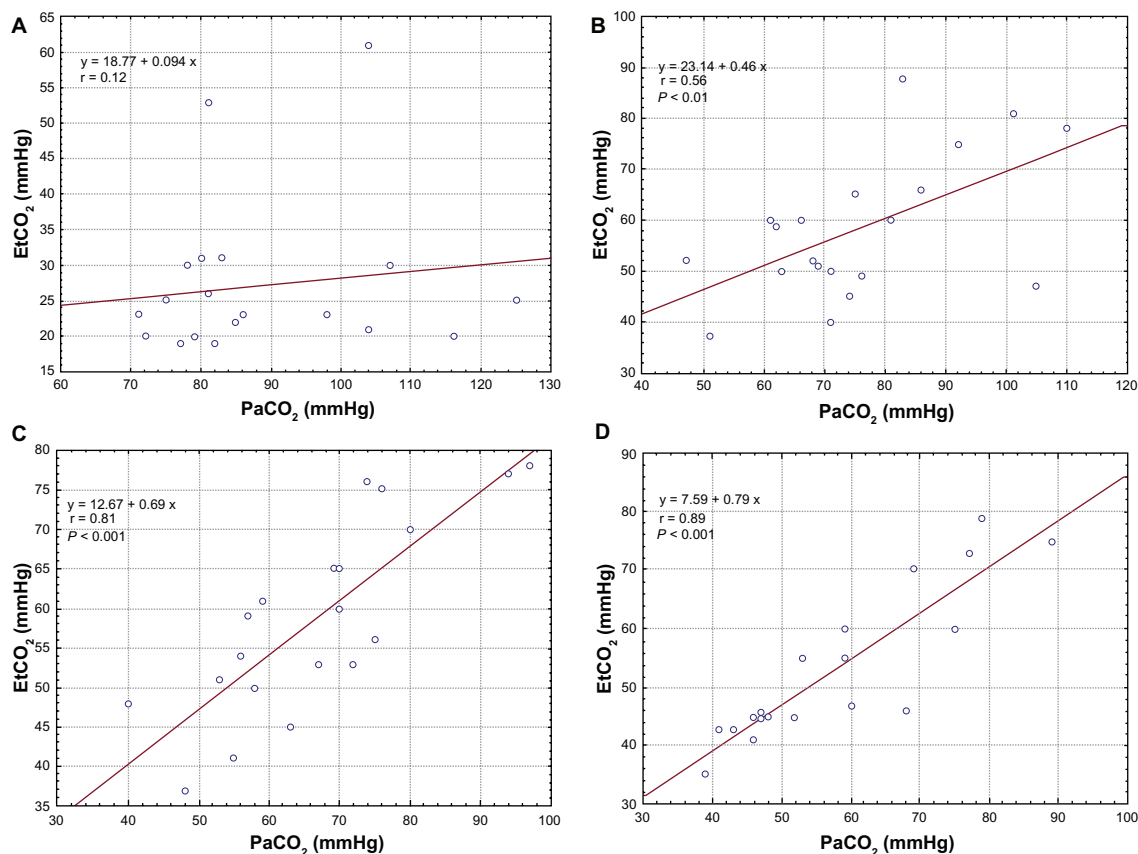 A
y = 18.77 + 0.094 x
r = 0.12
65
60
55
50
45
40
35
30
25
20
15
EtCO2 (mmHg)
60 70 80 90 100 110 120 130
PaCO2 (mmHg)
B
y = 23.14 + 0.46 x
r = 0.56
P < 0.01
100
90
80
70
60
50
40
30
EtCO2 (mmHg)
40 50 60 70 80 90 100 110 120
PaCO2 (mmHg)
C
y = 12.67 + 0.69 x
r = 0.81
P < 0.001
80
75
70
65
60
55
50
45
40
35
EtCO2 (mmHg)
30 40 50 60 70 80 90 100
PaCO2 (mmHg)
D
y = 7.59 + 0.79 x
r = 0.89
P < 0.001
90
80
70
60
50
40
30
EtCO2 (mmHg)
30 40 50 60 70 80 90 100
PaCO2 (mmHg)